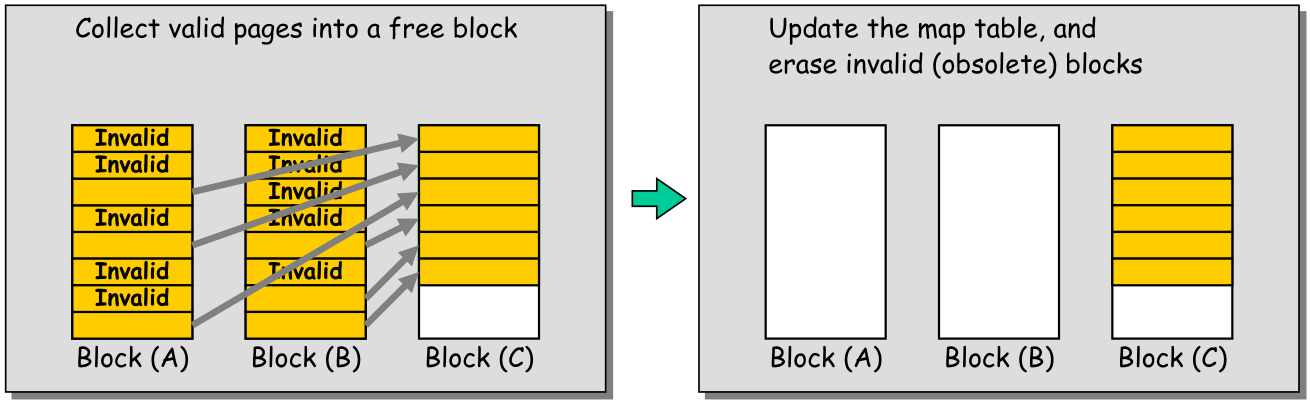 Collect valid pages into a free block
Invalid
Invalid
Invalid
Invalid
Invalid
Block (A)
Invalid
Invalid
Invalid
Invalid
Invalid
Block (B)
Block (C)
Update the map table, and
erase invalid (obsolete) blocks
Block (A)
Block (B)
Block (C)